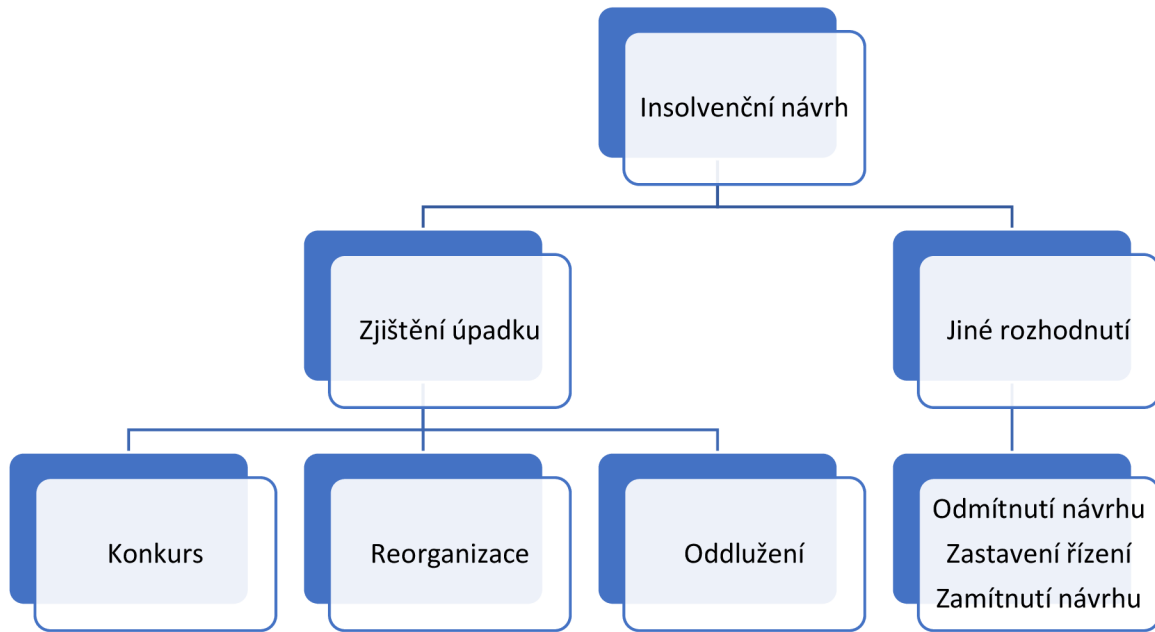 Insolvenční návrh
Zjištění úpadku
Jiné rozhodnutí
Konkurs
Reorganizace
Oddlužení
Odmítnutí návrhu
Zastavení řízení
Zamítnutí návrhu